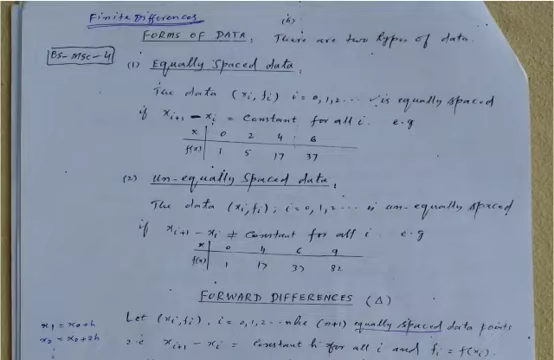 Finite Differences (6)
FORMS OF DATA, There are two types of data.
BS-MSC-4
(1) Equally Spaced data,
The data (xi, fi) i = 0, 1, 2 ... is equally spaced
if xi+1 − xi = Constant for all i. e.g
x 0 2 4 6
f(x) 1 5 17 37
(2) un-equally Spaced data,
The data (xi, fi); i = 0, 1, 2 ... is un-equally spaced
if xi+1 − xi ≠ Constant for all i. e.g
x 0 4 6 9
f(x) 1 17 37 82
FORWARD DIFFERENCES (Δ)
Let (xi, fi), i = 0, 1, 2 ... n be (n+1) equally spaced data points
x1 = x0 + h
x2 = x0 + 2h
i.e xi+1 − xi = Constant h for all i and fi = f(xi).